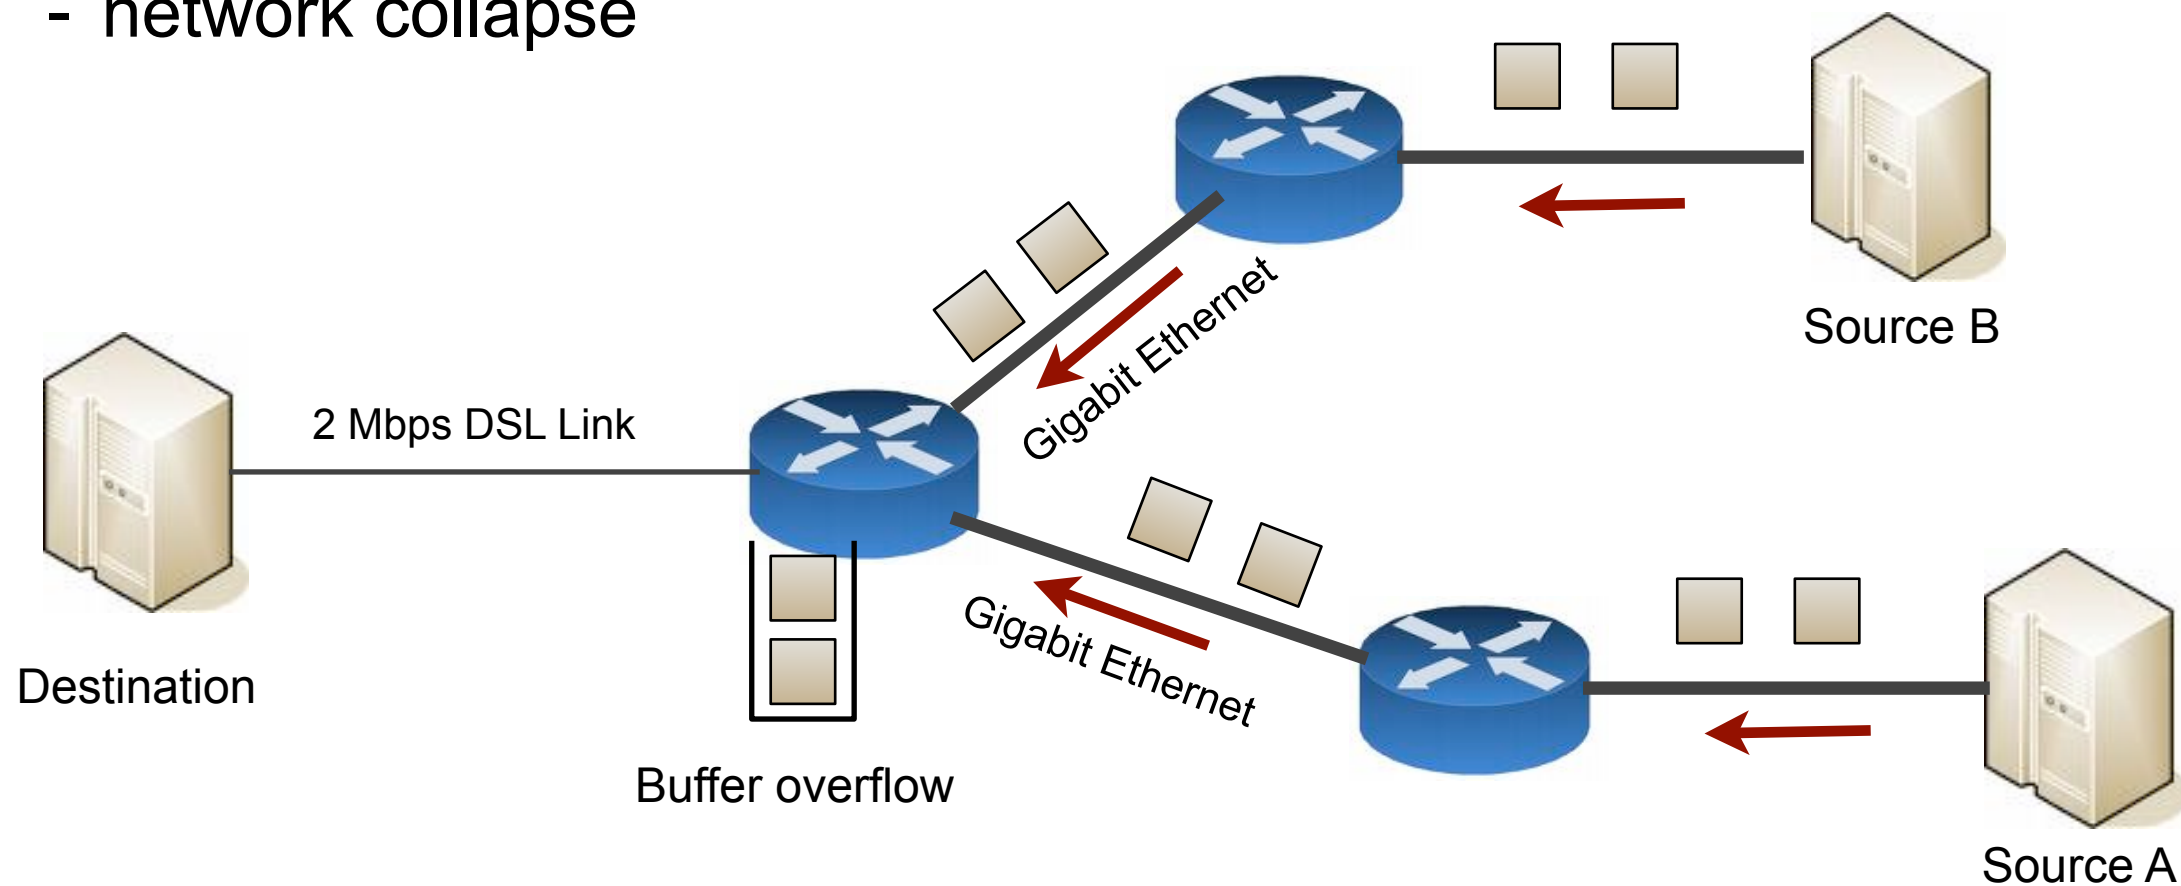 - network collapse
Source B
Gigabit Ethernet
2 Mbps DSL Link
Gigabit Ethernet
Destination
Buffer overflow
Source A